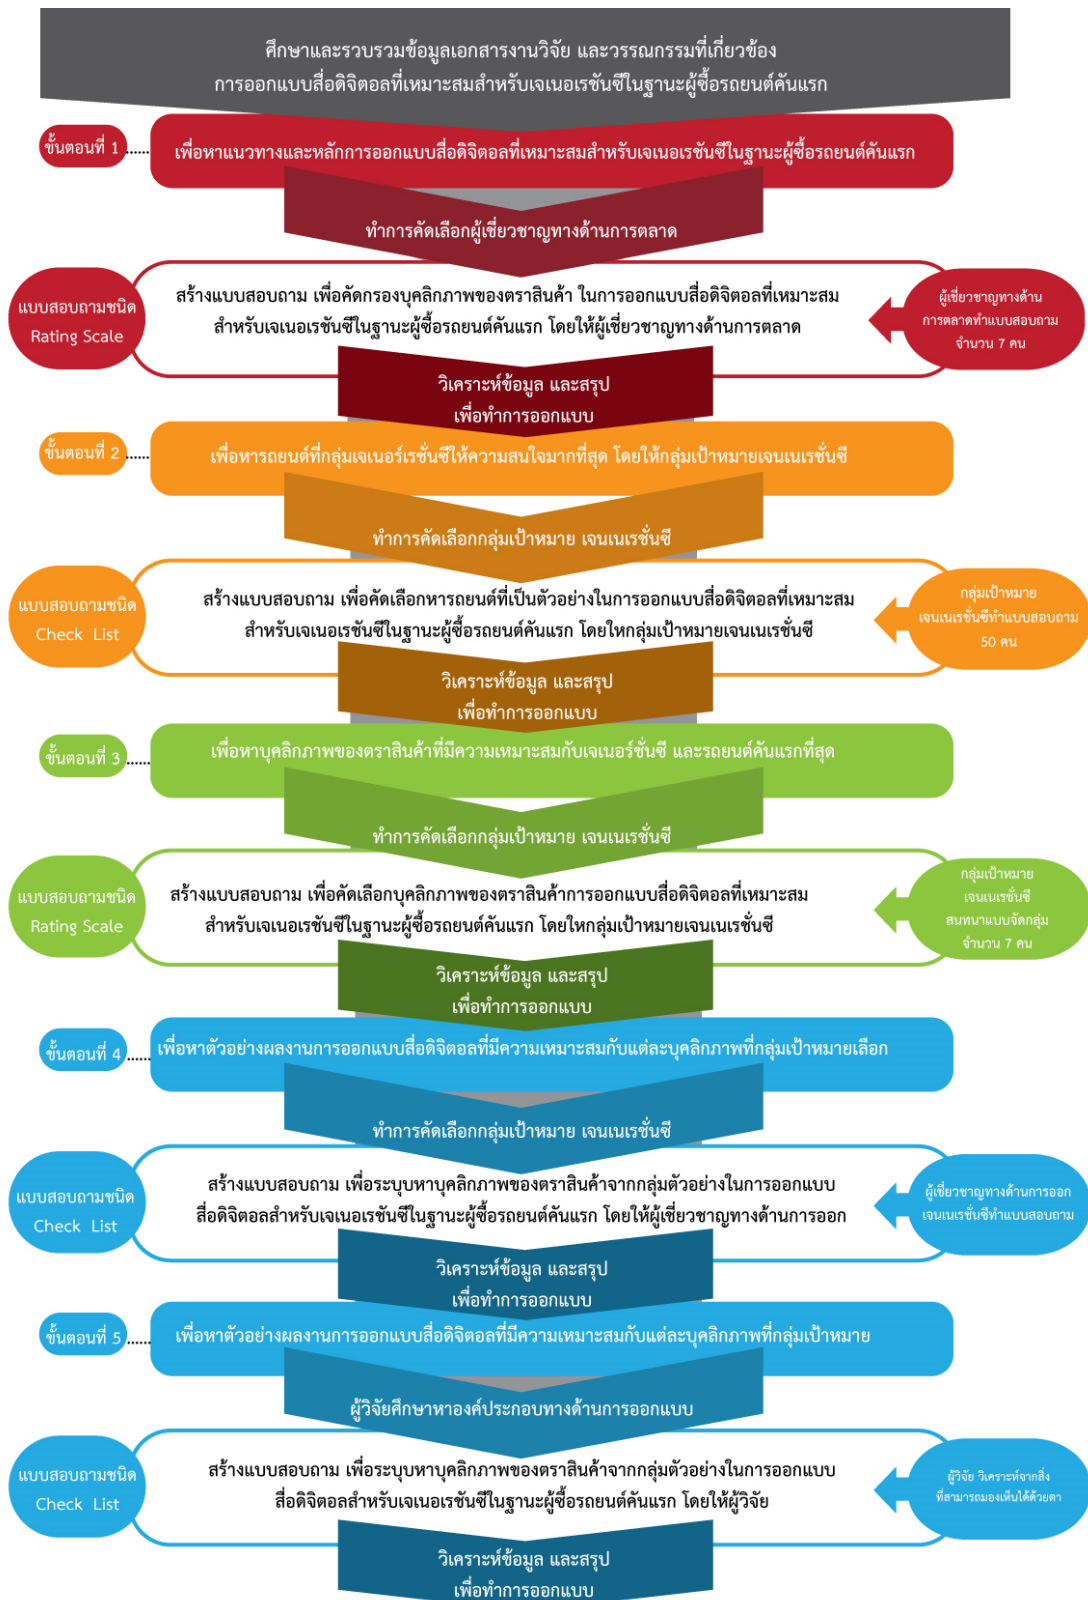 ศึกษาและรวบรวมข้อมูลเอกสารงานวิจัย และวรรณกรรมที่เกี่ยวข้อง
การออกแบบสื่อดิจิตอลที่เหมาะสมสำหรับเจเนอเรชันซีในฐานะผู้ซื้อรถยนต์คันแรก
ขั้นตอนที่ 1
เพื่อหาแนวทางและหลักการออกแบบสื่อดิจิตอลที่เหมาะสมสำหรับเจเนอเรชันซีในฐานะผู้ซื้อรถยนต์คันแรก
ทำการคัดเลือกผู้เชี่ยวชาญทางด้านการตลาด
แบบสอบถามชนิด
Rating Scale
สร้างแบบสอบถาม เพื่อคัดกรองบุคลิกภาพของตราสินค้า ในการออกแบบสื่อดิจิตอลที่เหมาะสม
สำหรับเจเนอเรชันซีในฐานะผู้ซื้อรถยนต์คันแรก โดยให้ผู้เชี่ยวชาญทางด้านการตลาด
ผู้เชี่ยวชาญทางด้าน
การตลาดทำแบบสอบถาม
จำนวน 7 คน
วิเคราะห์ข้อมูล และสรุป
เพื่อทำการออกแบบ
ขั้นตอนที่ 2
เพื่อหารถยนต์ที่กลุ่มเจเนอร์เรชั่นซีให้ความสนใจมากที่สุด โดยให้กลุ่มเป้าหมายเจนเนเรชั่นซี
ทำการคัดเลือกกลุ่มเป้าหมาย เจนเนเรชั่นซี
แบบสอบถามชนิด
Check List
สร้างแบบสอบถาม เพื่อคัดเลือกหารถยนต์ที่เป็นตัวอย่างในการออกแบบสื่อดิจิตอลที่เหมาะสม
สำหรับเจเนอเรชันซีในฐานะผู้ซื้อรถยนต์คันแรก โดยใหกลุ่มเป้าหมายเจนเนเรชั่นซี
กลุ่มเป้าหมาย
เจนเนเรชั่นซีทำแบบสอบถาม
50 คน
วิเคราะห์ข้อมูล และสรุป
เพื่อทำการออกแบบ
ขั้นตอนที่ 3
เพื่อหาบุคลิกภาพของตราสินค้าที่มีความเหมาะสมกับเจเนอร์ชั่นซี และรถยนต์คันแรกที่สุด
ทำการคัดเลือกกลุ่มเป้าหมาย เจนเนเรชั่นซี
แบบสอบถามชนิด
Rating Scale
สร้างแบบสอบถาม เพื่อคัดเลือกบุคลิกภาพของตราสินค้าการออกแบบสื่อดิจิตอลที่เหมาะสม
สำหรับเจเนอเรชันซีในฐานะผู้ซื้อรถยนต์คันแรก โดยใหกลุ่มเป้าหมายเจนเนเรชั่นซี
กลุ่มเป้าหมาย
เจนเนเรชั่นซี
สนทนาแบบจัดกลุ่ม
จำนวน 7 คน
วิเคราะห์ข้อมูล และสรุป
เพื่อทำการออกแบบ
ขั้นตอนที่ 4
เพื่อหาตัวอย่างผลงานการออกแบบสื่อดิจิตอลที่มีความเหมาะสมกับแต่ละบุคลิกภาพที่กลุ่มเป้าหมายเลือก
ทำการคัดเลือกกลุ่มเป้าหมาย เจนเนเรชั่นซี
แบบสอบถามชนิด
Check List
สร้างแบบสอบถาม เพื่อระบุบหาบุคลิกภาพของตราสินค้าจากกลุ่มตัวอย่างในการออกแบบ
สื่อดิจิตอลสำหรับเจเนอเรชันซีในฐานะผู้ซื้อรถยนต์คันแรก โดยให้ผู้เชี่ยวชาญทางด้านการออก
ผู้เชี่ยวชาญทางด้านการออก
เจนเนเรชั่นซีทำแบบสอบถาม
วิเคราะห์ข้อมูล และสรุป
เพื่อทำการออกแบบ
ขั้นตอนที่ 5
เพื่อหาตัวอย่างผลงานการออกแบบสื่อดิจิตอลที่มีความเหมาะสมกับแต่ละบุคลิกภาพที่กลุ่มเป้าหมาย
ผู้วิจัยศึกษาหาองค์ประกอบทางด้านการออกแบบ
แบบสอบถามชนิด
Check List
สร้างแบบสอบถาม เพื่อระบุบหาบุคลิกภาพของตราสินค้าจากกลุ่มตัวอย่างในการออกแบบ
สื่อดิจิตอลสำหรับเจเนอเรชันซีในฐานะผู้ซื้อรถยนต์คันแรก โดยให้ผู้วิจัย
ผู้วิจัย วิเคราะห์จากสิ่ง
ที่สามารถมองเห็นได้ด้วยตา
วิเคราะห์ข้อมูล และสรุป
เพื่อทำการออกแบบ